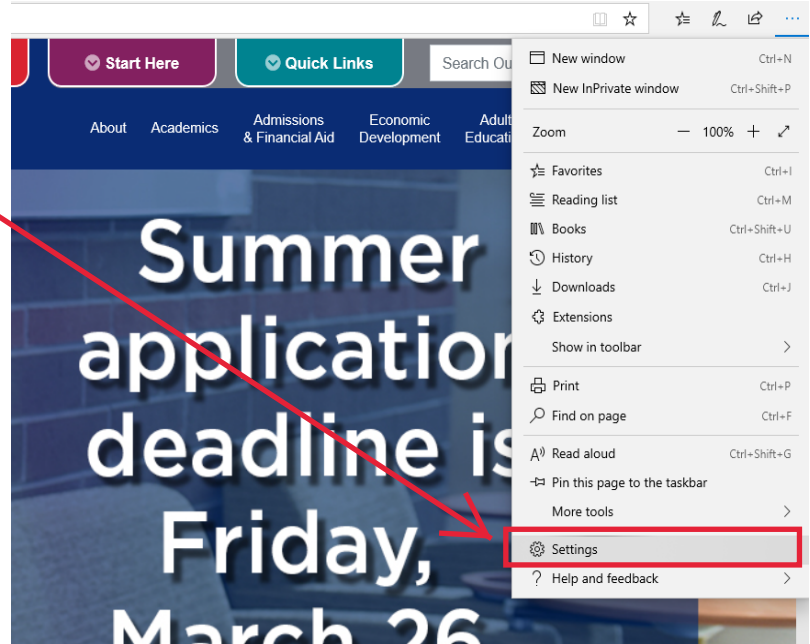 Start Here
Quick Links
Search Ou
About
Academics
Admissions
& Financial Aid
Economic
Development
Adult
Educati
Summer
application
deadline is
Friday,
March 26
New window Ctrl+N
New InPrivate window Ctrl+Shift+P
Zoom 100%
Favorites Ctrl+I
Reading list Ctrl+M
Books Ctrl+Shift+U
History Ctrl+H
Downloads Ctrl+J
Extensions
Show in toolbar
Print Ctrl+P
Find on page Ctrl+F
Read aloud Ctrl+Shift+G
Pin this page to the taskbar
More tools
Settings
Help and feedback